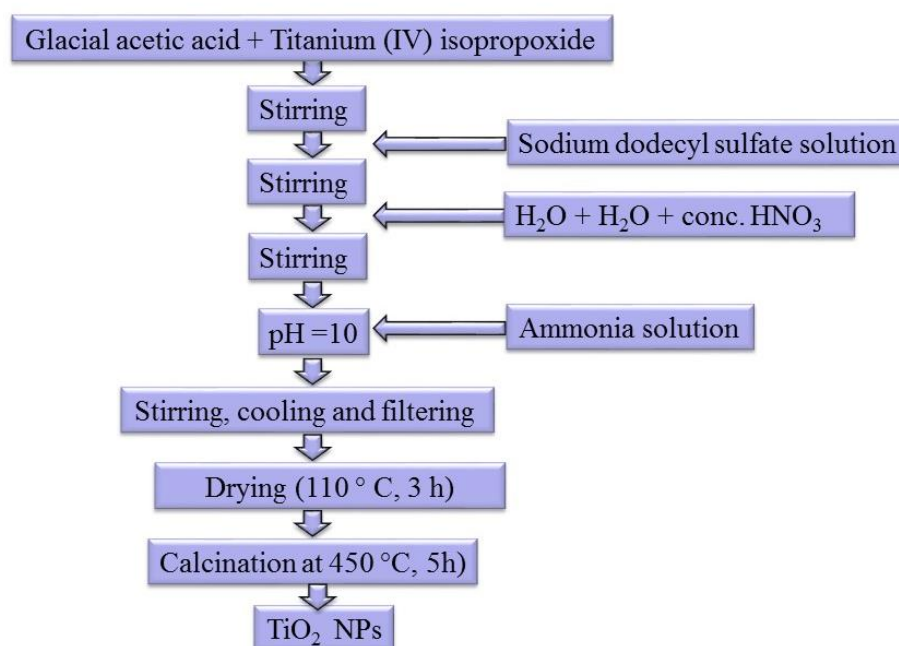 Glacial acetic acid + Titanium (IV) isopropoxide
Stirring
Sodium dodecyl sulfate solution
Stirring
H₂O + H₂O + conc. HNO₃
Stirring
pH =10
Ammonia solution
Stirring, cooling and filtering
Drying (110 ° C, 3 h)
Calcination at 450 °C, 5h)
TiO₂ NPs